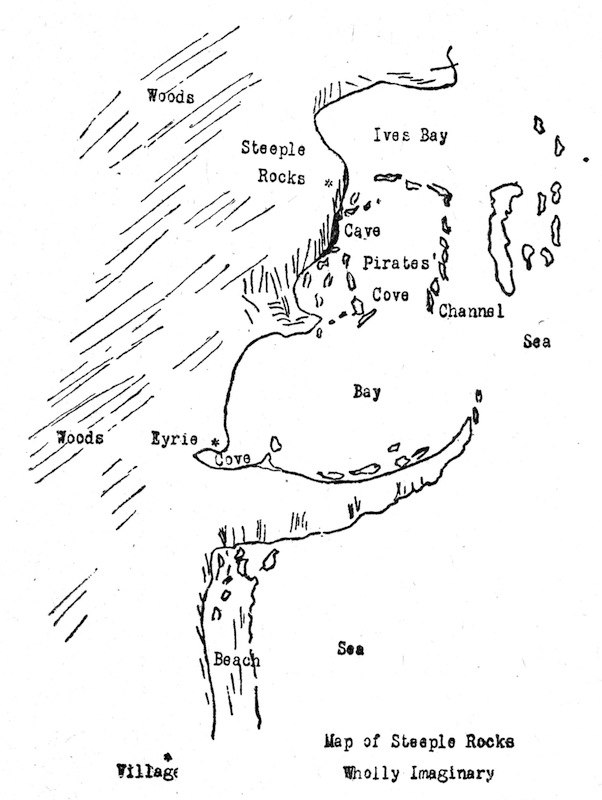 Woods
Ives Bay
Steeple
Rocks *
Cave
Pirates'
Cove
Channel
Sea
Bay
Woods
Eyrie *
Cove
Beach
Sea
Map of Steeple Rocks
Wholly Imaginary
*
Village